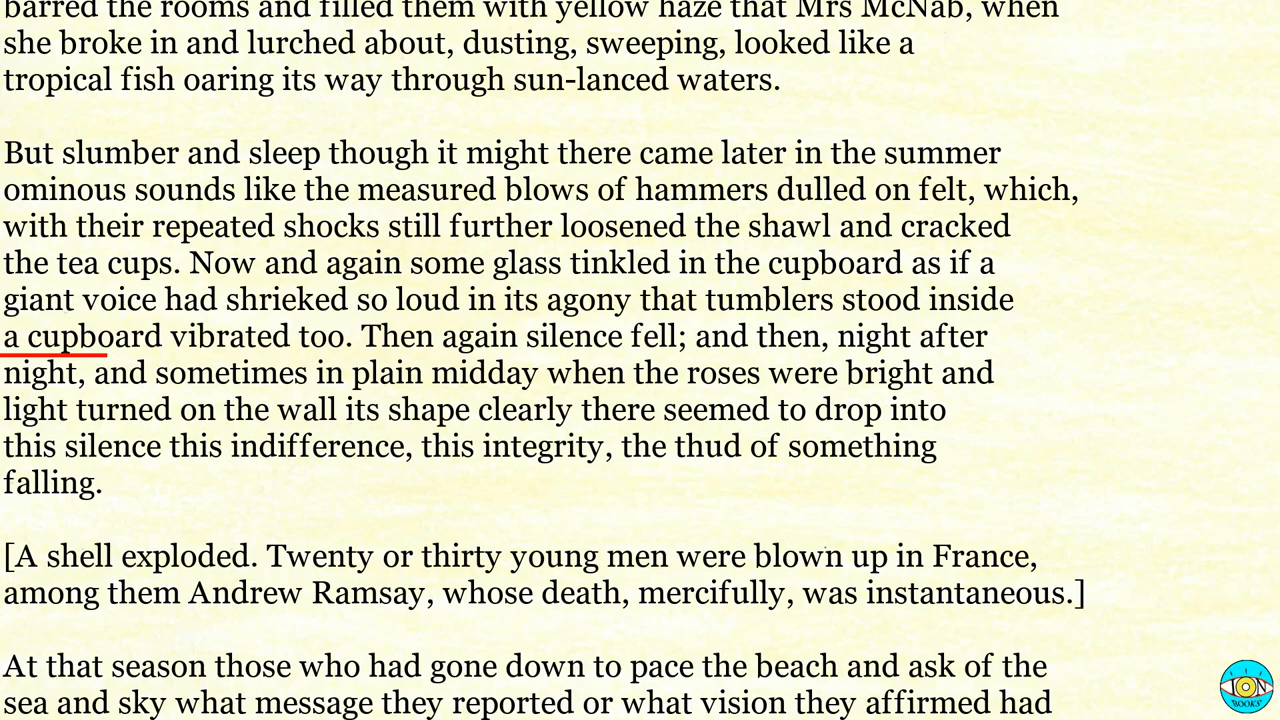 barred the rooms and filled them with yellow haze that Mrs McNab, when
she broke in and lurched about, dusting, sweeping, looked like a
tropical fish oaring its way through sun-lanced waters.
But slumber and sleep though it might there came later in the summer
ominous sounds like the measured blows of hammers dulled on felt, which,
with their repeated shocks still further loosened the shawl and cracked
the tea cups. Now and again some glass tinkled in the cupboard as if a
giant voice had shrieked so loud in its agony that tumblers stood inside
a cupboard vibrated too. Then again silence fell; and then, night after
night, and sometimes in plain midday when the roses were bright and
light turned on the wall its shape clearly there seemed to drop into
this silence this indifference, this integrity, the thud of something
falling.
[A shell exploded. Twenty or thirty young men were blown up in France,
among them Andrew Ramsay, whose death, mercifully, was instantaneous.]
At that season those who had gone down to pace the beach and ask of the
sea and sky what message they reported or what vision they affirmed had
ION
BOOKS